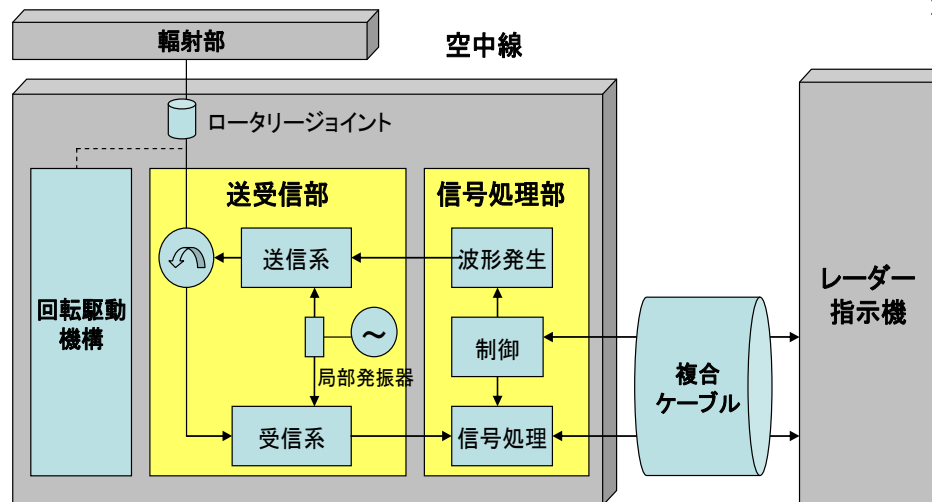 輻射部
空中線
ロータリージョイント
送受信部
信号処理部
送信系
波形発生
回転駆動
機構
～
制御
局部発振器
受信系
信号処理
複合
ケーブル
レーダー
指示機